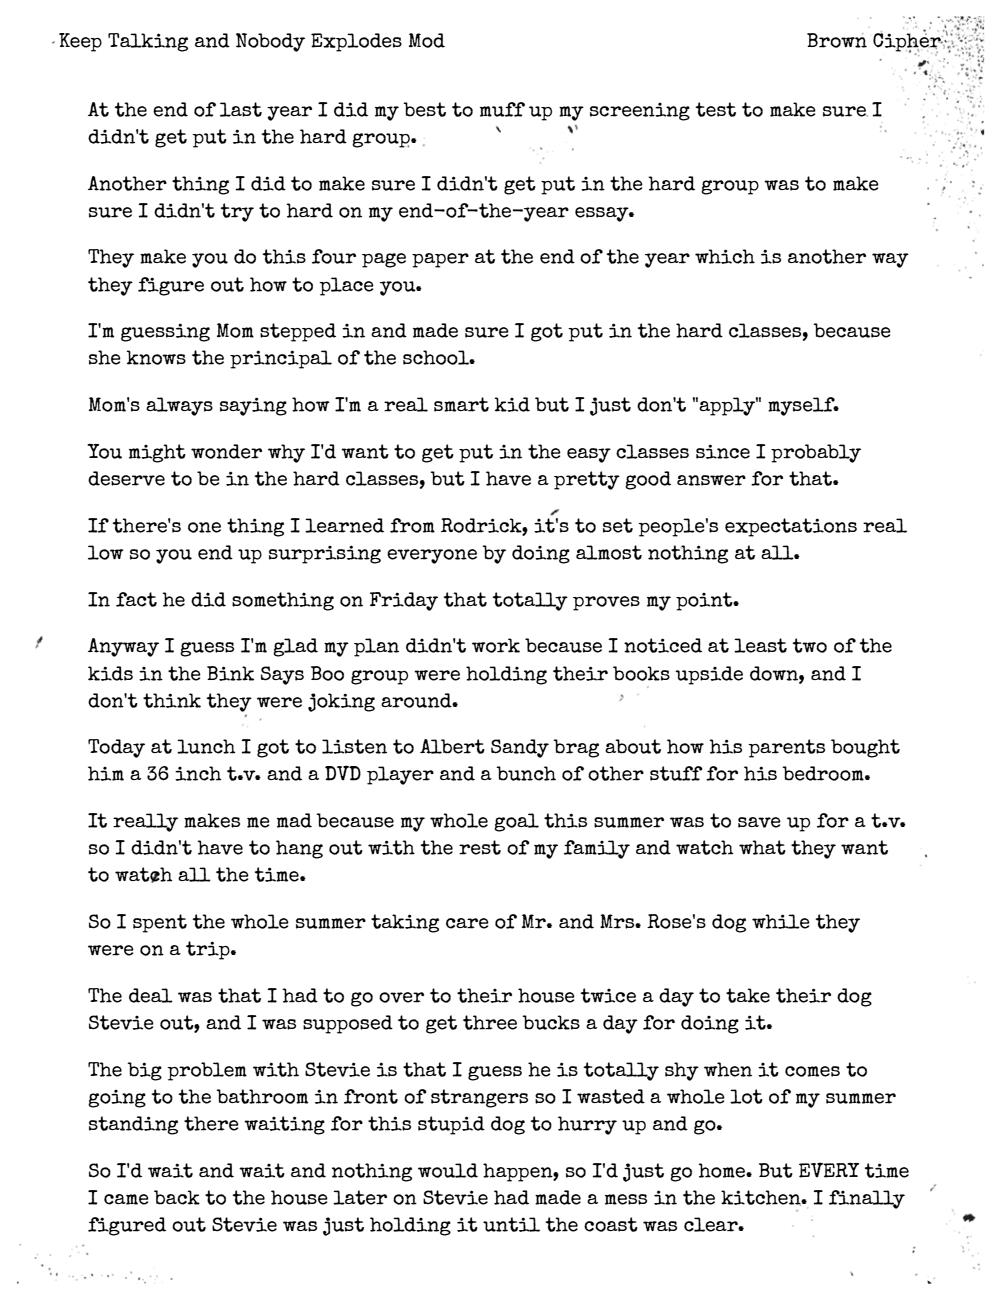 Keep Talking and Nobody Explodes Mod
Brown Cipher
At the end of last year I did my best to muff up my screening test to make sure I
didn't get put in the hard group.
Another thing I did to make sure I didn't get put in the hard group was to make
sure I didn't try to hard on my end-of-the-year essay.
They make you do this four page paper at the end of the year which is another way
they figure out how to place you.
I'm guessing Mom stepped in and made sure I got put in the hard classes, because
she knows the principal of the school.
Mom's always saying how I'm a real smart kid but I just don't "apply" myself.
You might wonder why I'd want to get put in the easy classes since I probably
deserve to be in the hard classes, but I have a pretty good answer for that.
If there's one thing I learned from Rodrick, it's to set people's expectations real
low so you end up surprising everyone by doing almost nothing at all.
In fact he did something on Friday that totally proves my point.
Anyway I guess I'm glad my plan didn't work because I noticed at least two of the
kids in the Bink Says Boo group were holding their books upside down, and I
don't think they were joking around.
Today at lunch I got to listen to Albert Sandy brag about how his parents bought
him a 36 inch t.v. and a DVD player and a bunch of other stuff for his bedroom.
It really makes me mad because my whole goal this summer was to save up for a t.v.
so I didn't have to hang out with the rest of my family and watch what they want
to watch all the time.
So I spent the whole summer taking care of Mr. and Mrs. Rose's dog while they
were on a trip.
The deal was that I had to go over to their house twice a day to take their dog
Stevie out, and I was supposed to get three bucks a day for doing it.
The big problem with Stevie is that I guess he is totally shy when it comes to
going to the bathroom in front of strangers so I wasted a whole lot of my summer
standing there waiting for this stupid dog to hurry up and go.
So I'd wait and wait and nothing would happen, so I'd just go home. But EVERY time
I came back to the house later on Stevie had made a mess in the kitchen. I finally
figured out Stevie was just holding it until the coast was clear.